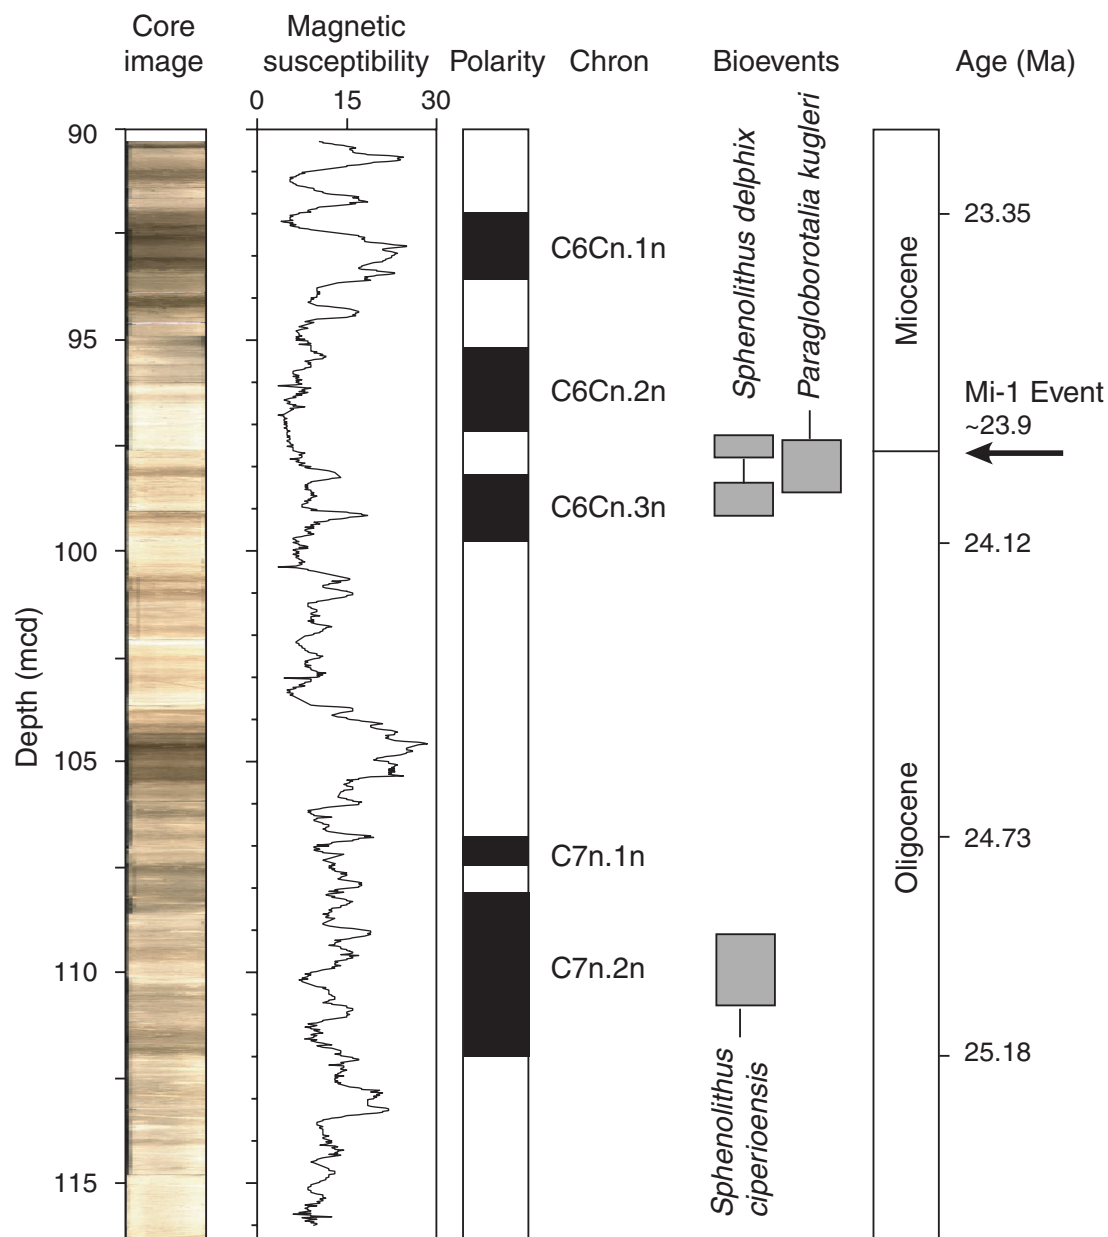 Core
image
Magnetic
susceptibility
Polarity
Chron
Bioevents
Age (Ma)
0
15
30
Depth (mcd)
90
95
100
105
110
115
C6Cn.1n
C6Cn.2n
C6Cn.3n
C7n.1n
C7n.2n
Sphenolithus delphix
Paragloborotalia kugleri
Sphenolithus
ciperioensis
Miocene
Oligocene
23.35
Mi-1 Event
~23.9
24.12
24.73
25.18